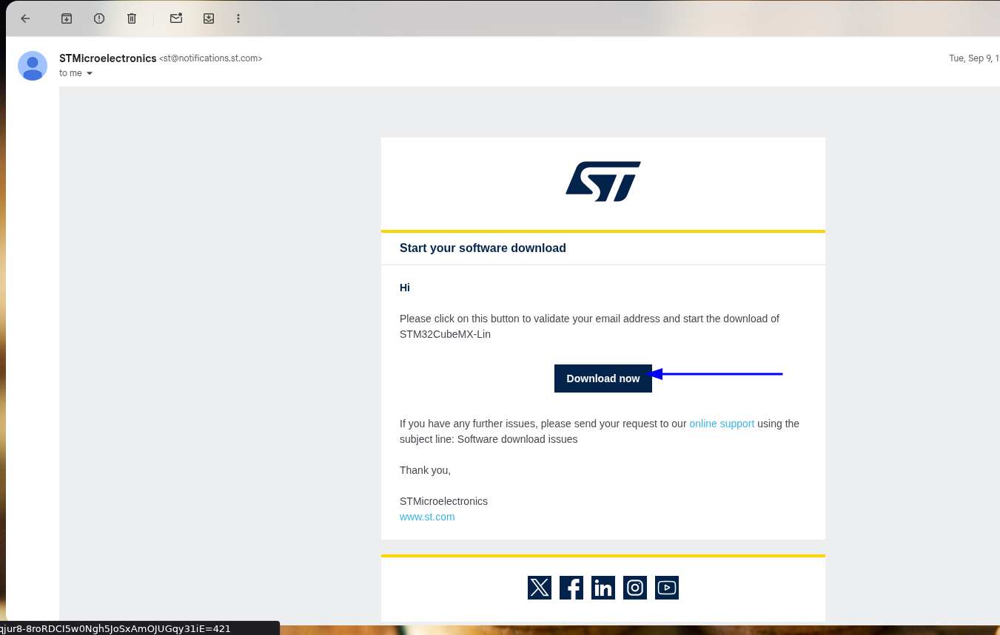 STMicroelectronics <st@notifications.st.com>
Tue, Sep 9, 1
to me
ST
Start your software download
Hi
Please click on this button to validate your email address and start the download of
STM32CubeMX-Lin
Download now
If you have any further issues, please send your request to our online support using the
subject line: Software download issues
Thank you,
STMicroelectronics
www.st.com
qjur8-8roRDCI5w0Ngh5JoSxAmOJUGqy31iE=421